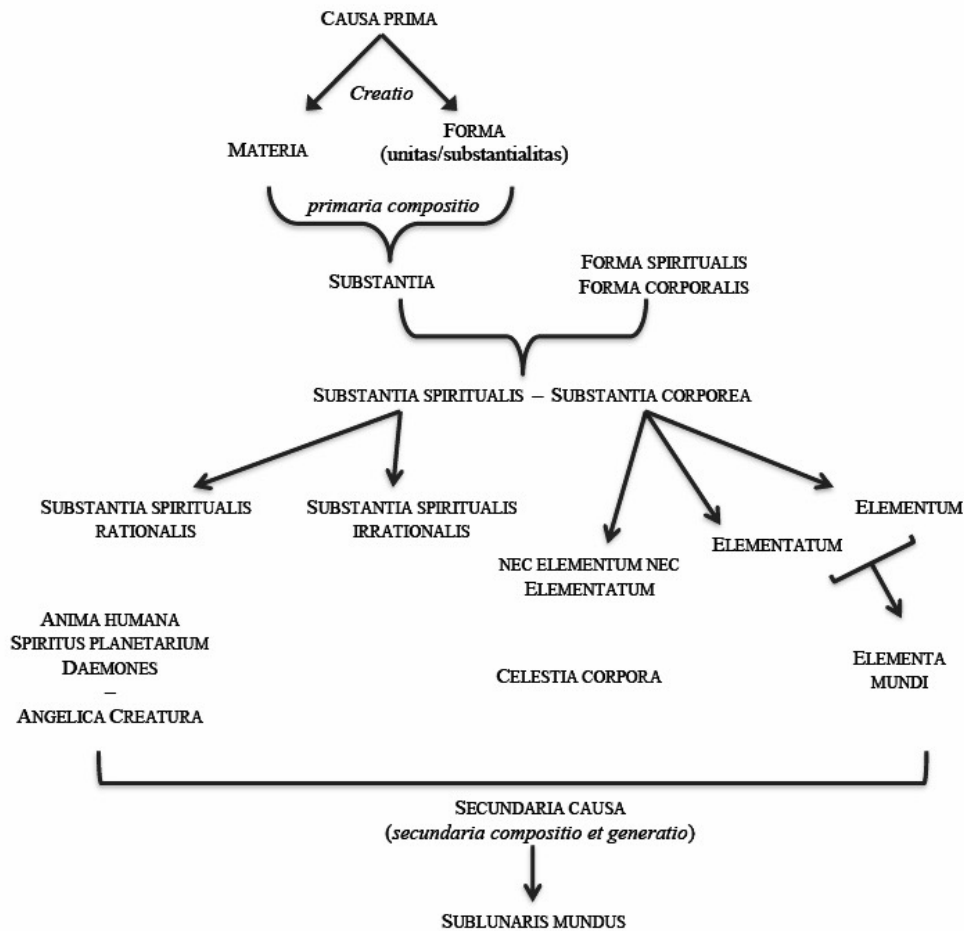 CAUSA PRIMA
Creatio
MATERIA
FORMA
(unitas/substantialitas)
primaria compositio
SUBSTANTIA
FORMA SPIRITUALIS
FORMA CORPORALIS
SUBSTANTIA SPIRITUALIS – SUBSTANTIA CORPOREA
SUBSTANTIA SPIRITUALIS
RATIONALIS
SUBSTANTIA SPIRITUALIS
IRRATIONALIS
NEC ELEMENTUM NEC
ELEMENTATUM
ELEMENTATUM
ELEMENTUM
ANIMA HUMANA
SPIRITUS PLANETARIUM
DAEMONES
–
ANGELICA CREATURA
CELESTIA CORPORA
ELEMENTA
MUNDI
SECUNDARIA CAUSA
(secundaria compositio et generatio)
SUBLUNARIS MUNDUS